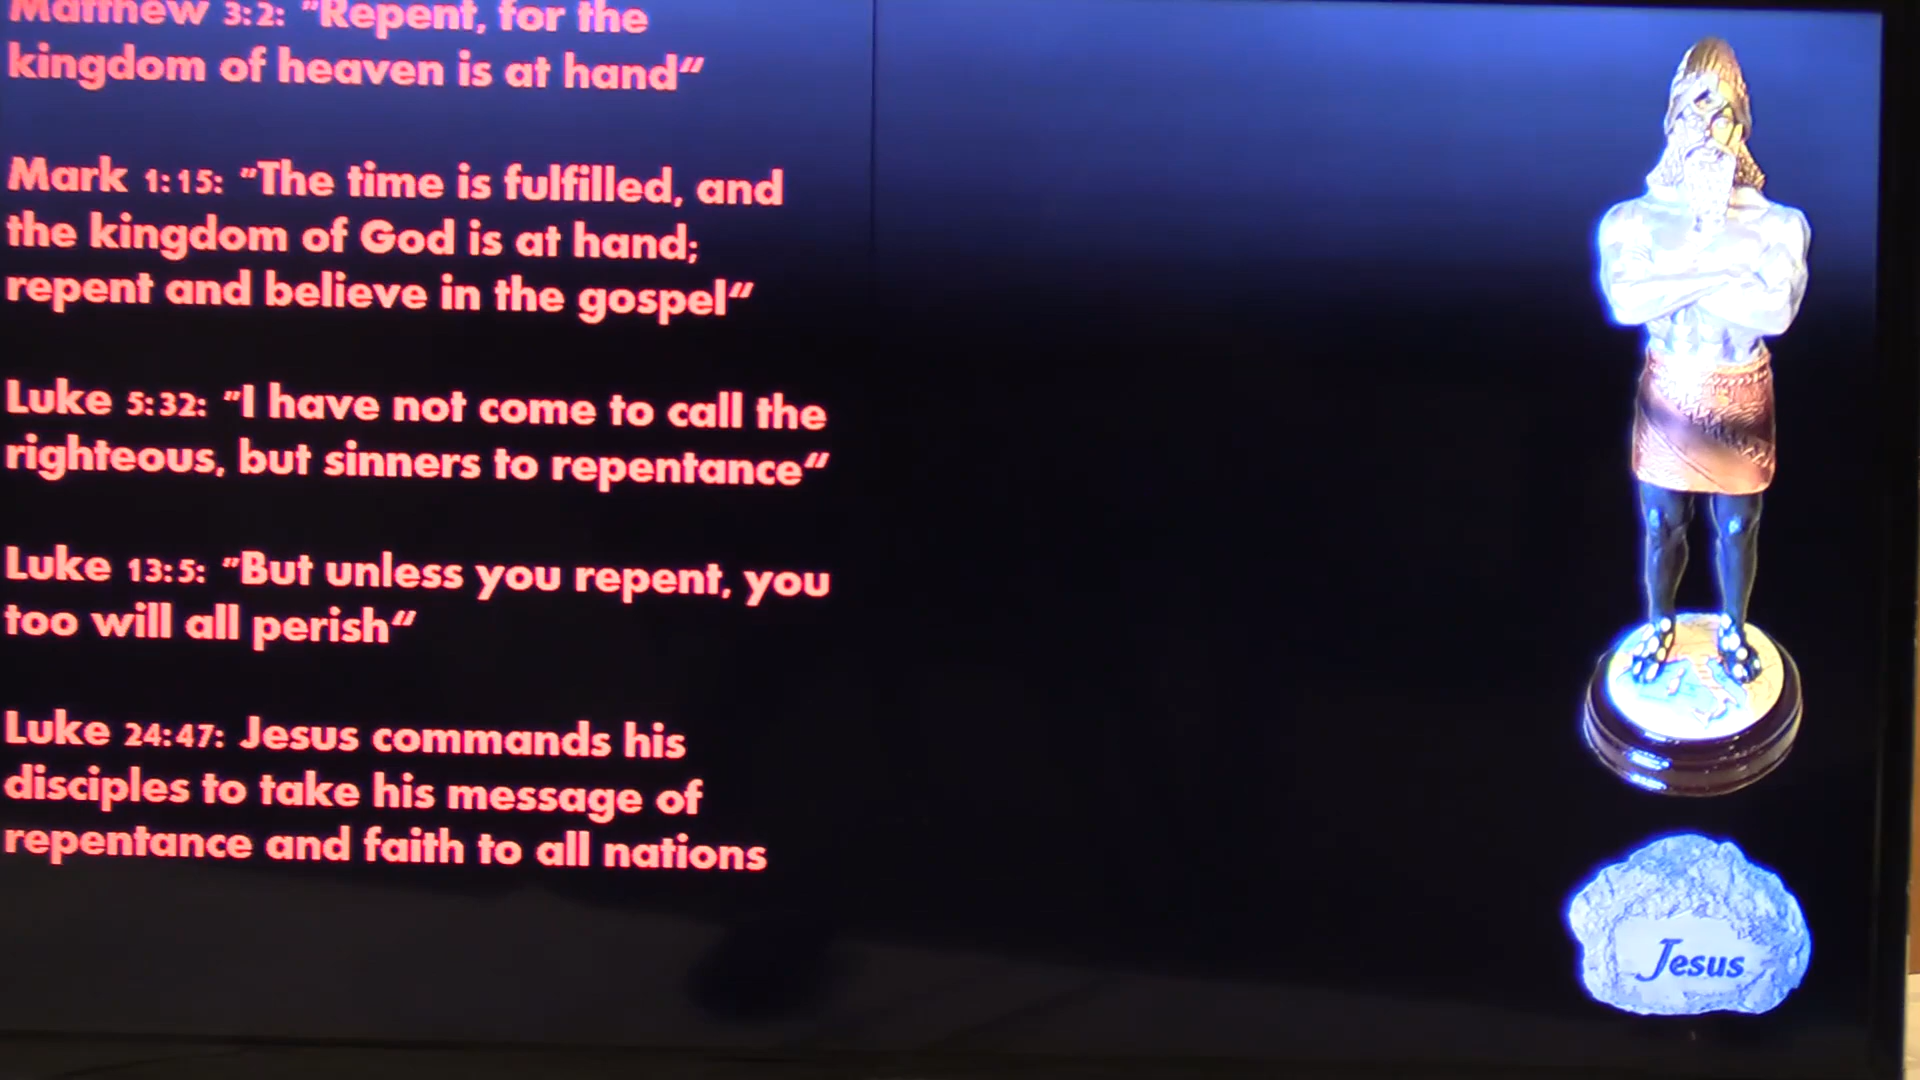 Matthew 3:2: "Repent, for the
kingdom of heaven is at hand“
Mark 1:15: "The time is fulfilled, and
the kingdom of God is at hand;
repent and believe in the gospel“
Luke 5:32: "I have not come to call the
righteous, but sinners to repentance“
Luke 13:5: "But unless you repent, you
too will all perish“
Luke 24:47: Jesus commands his
disciples to take his message of
repentance and faith to all nations
Jesus